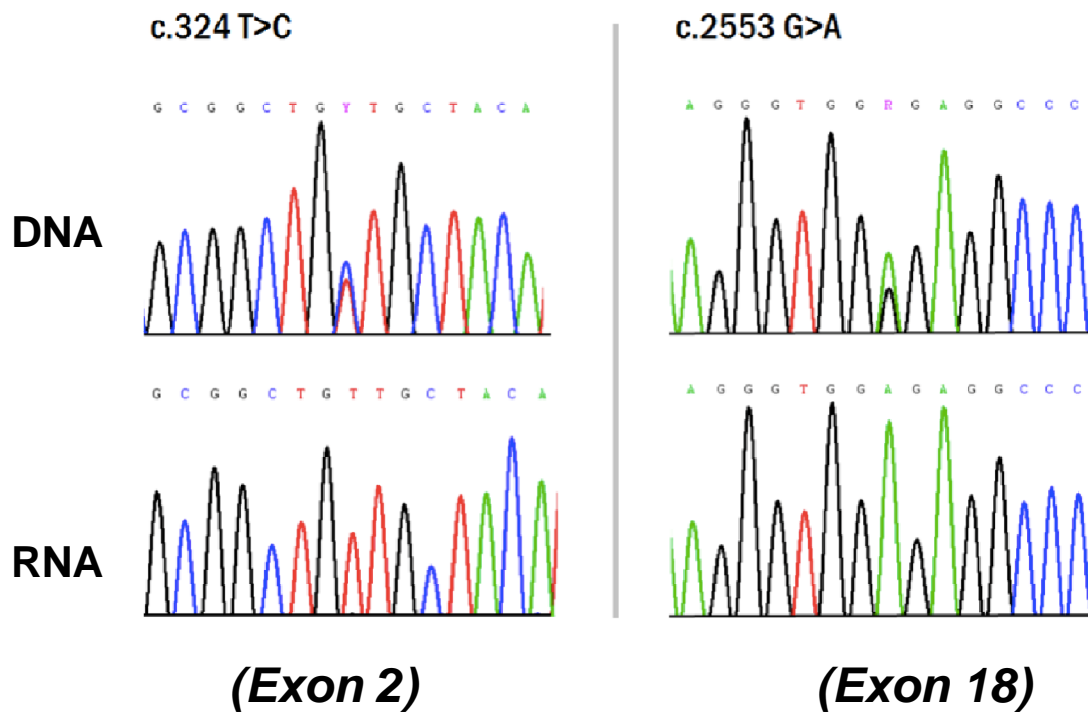 c.324 T>C
c.2553 G>A
G C G G C T G Y T G C T A C A
A G G G T G G R G A G G C C C
DNA
G C G G C T G T T G C T A C A
A G G G T G G A G A G G C C C
RNA
(Exon 2)
(Exon 18)